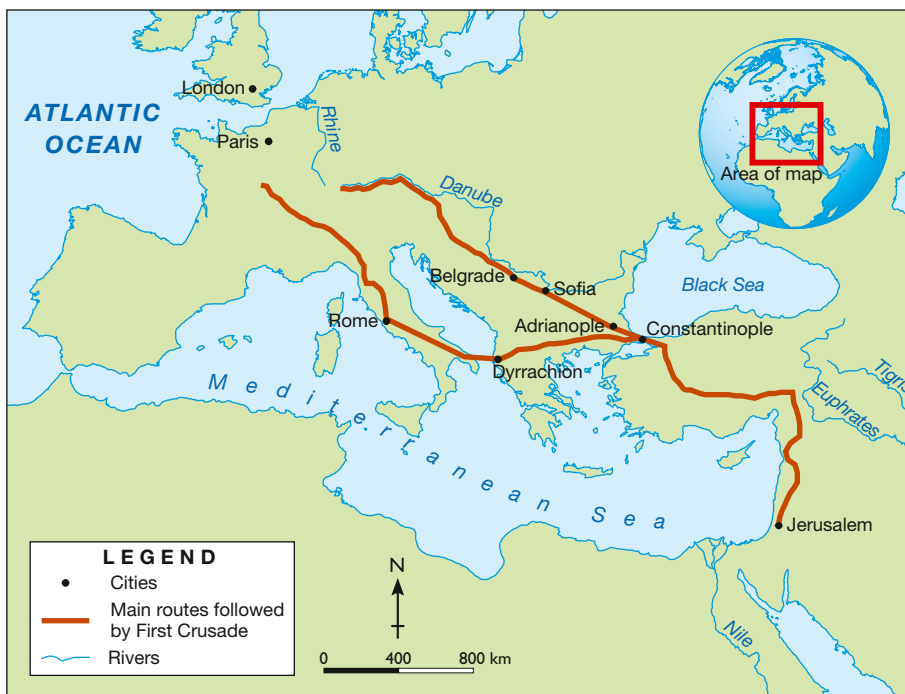 London
ATLANTIC
OCEAN
Paris
Rhine
Area of map
Danube
Belgrade
Sofia
Black Sea
Rome
Adrianople
Constantinople
Dyrrachion
Tigris
Euphrates
Mediterranean Sea
Jerusalem
LEGEND
Cities
Main routes followed
by First Crusade
Rivers
N
0 400 800 km
Nile